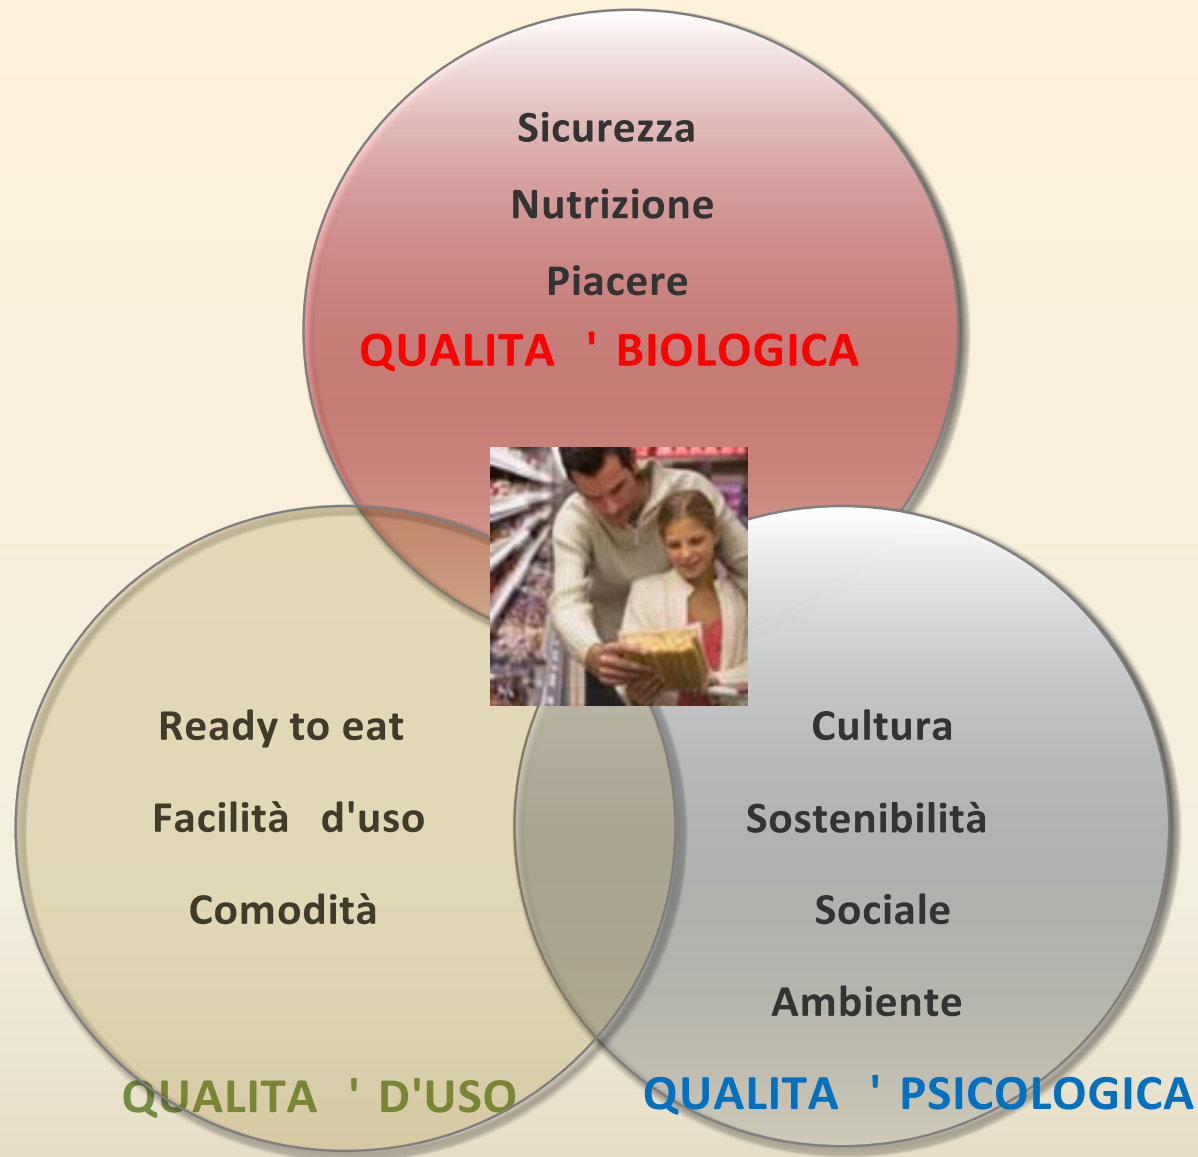 Sicurezza
Nutrizione
Piacere
QUALITA ' BIOLOGICA
Ready to eat
Facilità d'uso
Comodità
QUALITA ' D'USO
Cultura
Sostenibilità
Sociale
Ambiente
QUALITA ' PSICOLOGICA